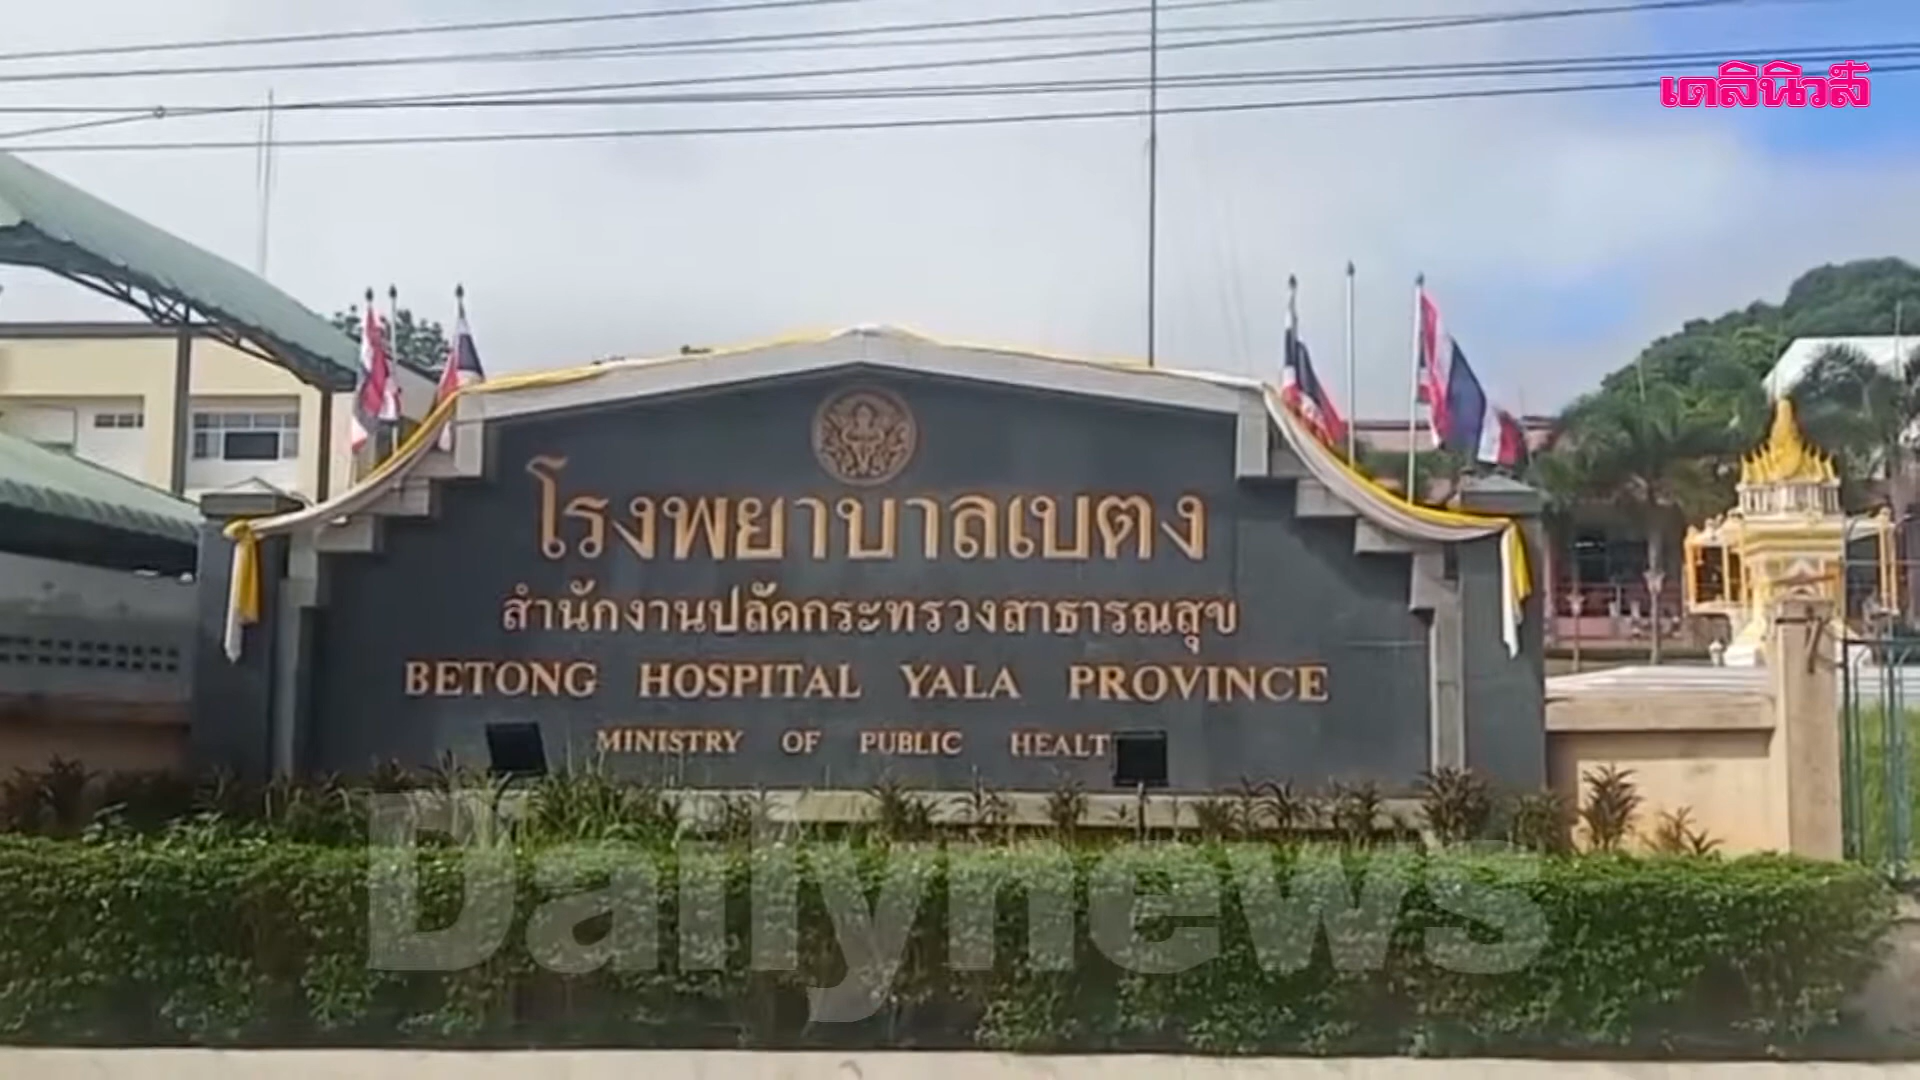 เดลินิวส์
โรงพยาบาลเบตง
สำนักงานปลัดกระทรวงสาธารณสุข
BETONG HOSPITAL YALA PROVINCE
MINISTRY OF PUBLIC HEALT
Dailynews